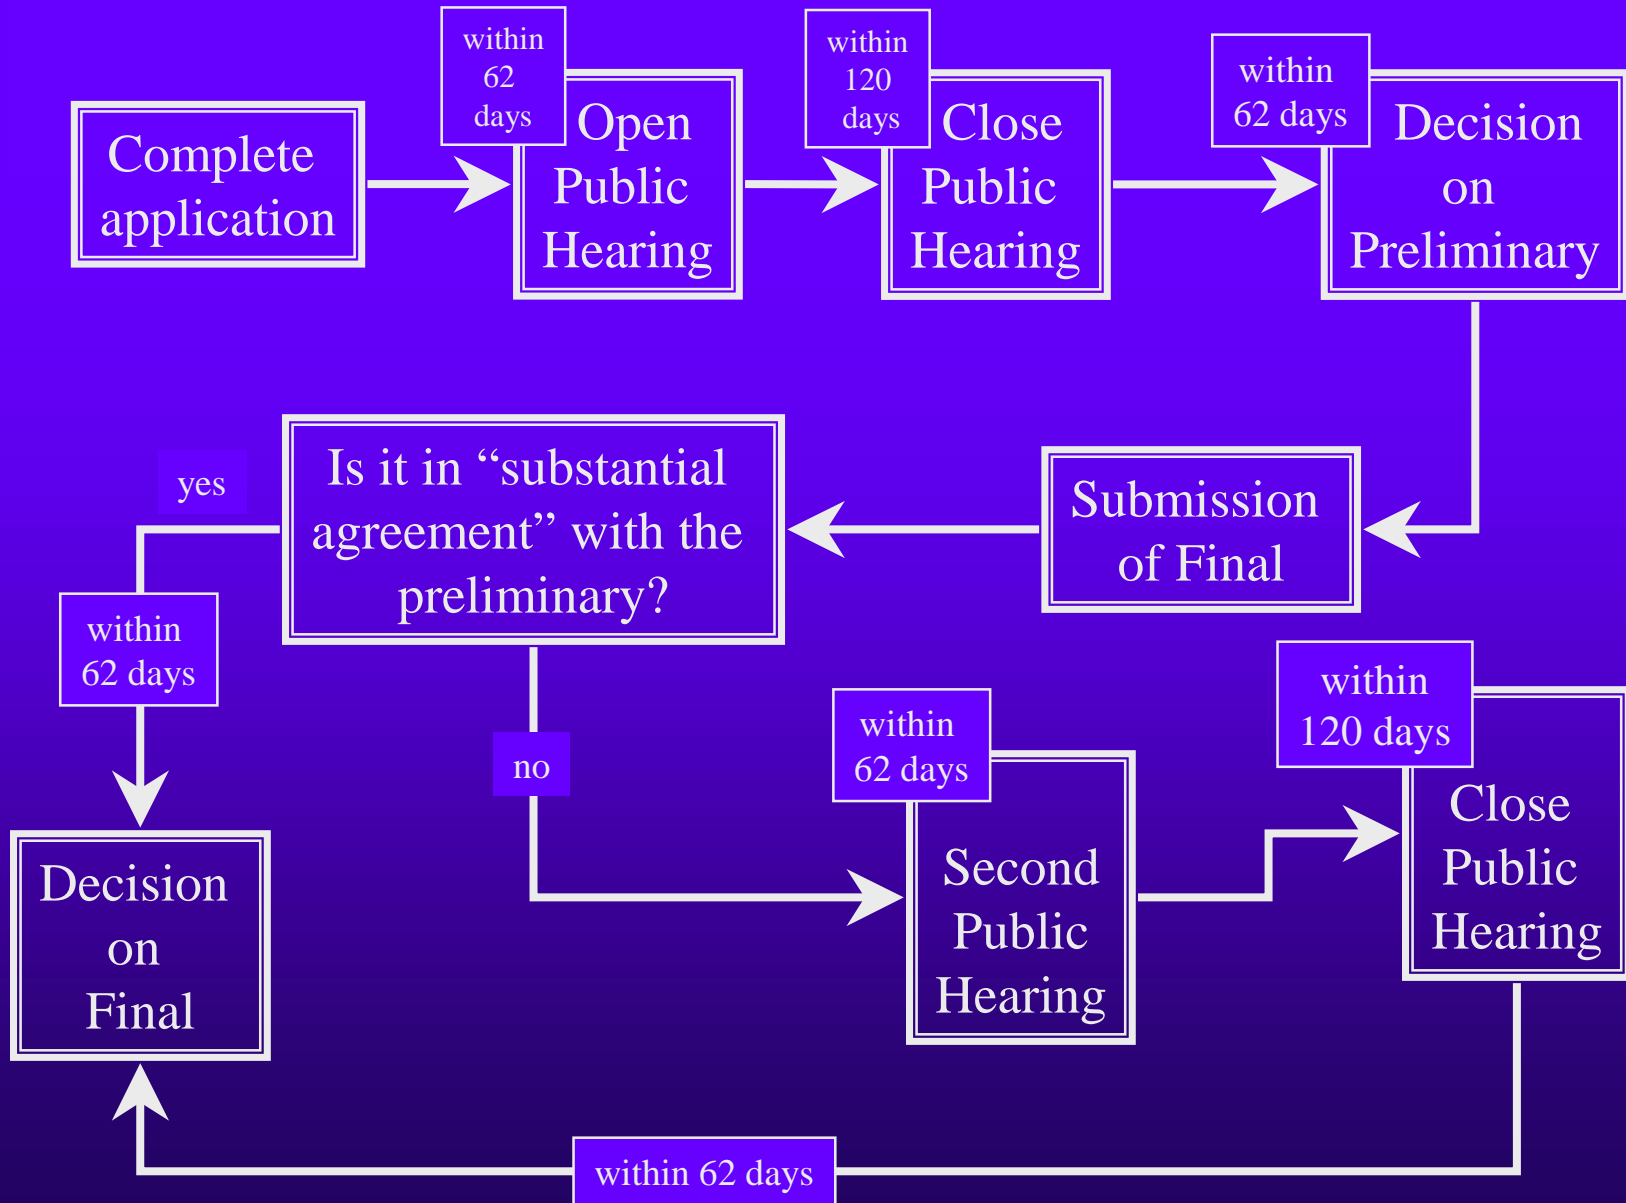 Complete
application
within
62
days
Open
Public
Hearing
within
120
days
Close
Public
Hearing
within
62 days
Decision
on
Preliminary
Submission
of Final
Is it in “substantial
agreement” with the
preliminary?
yes
within
62 days
Decision
on
Final
no
within
62 days
Second
Public
Hearing
within
120 days
Close
Public
Hearing
within 62 days